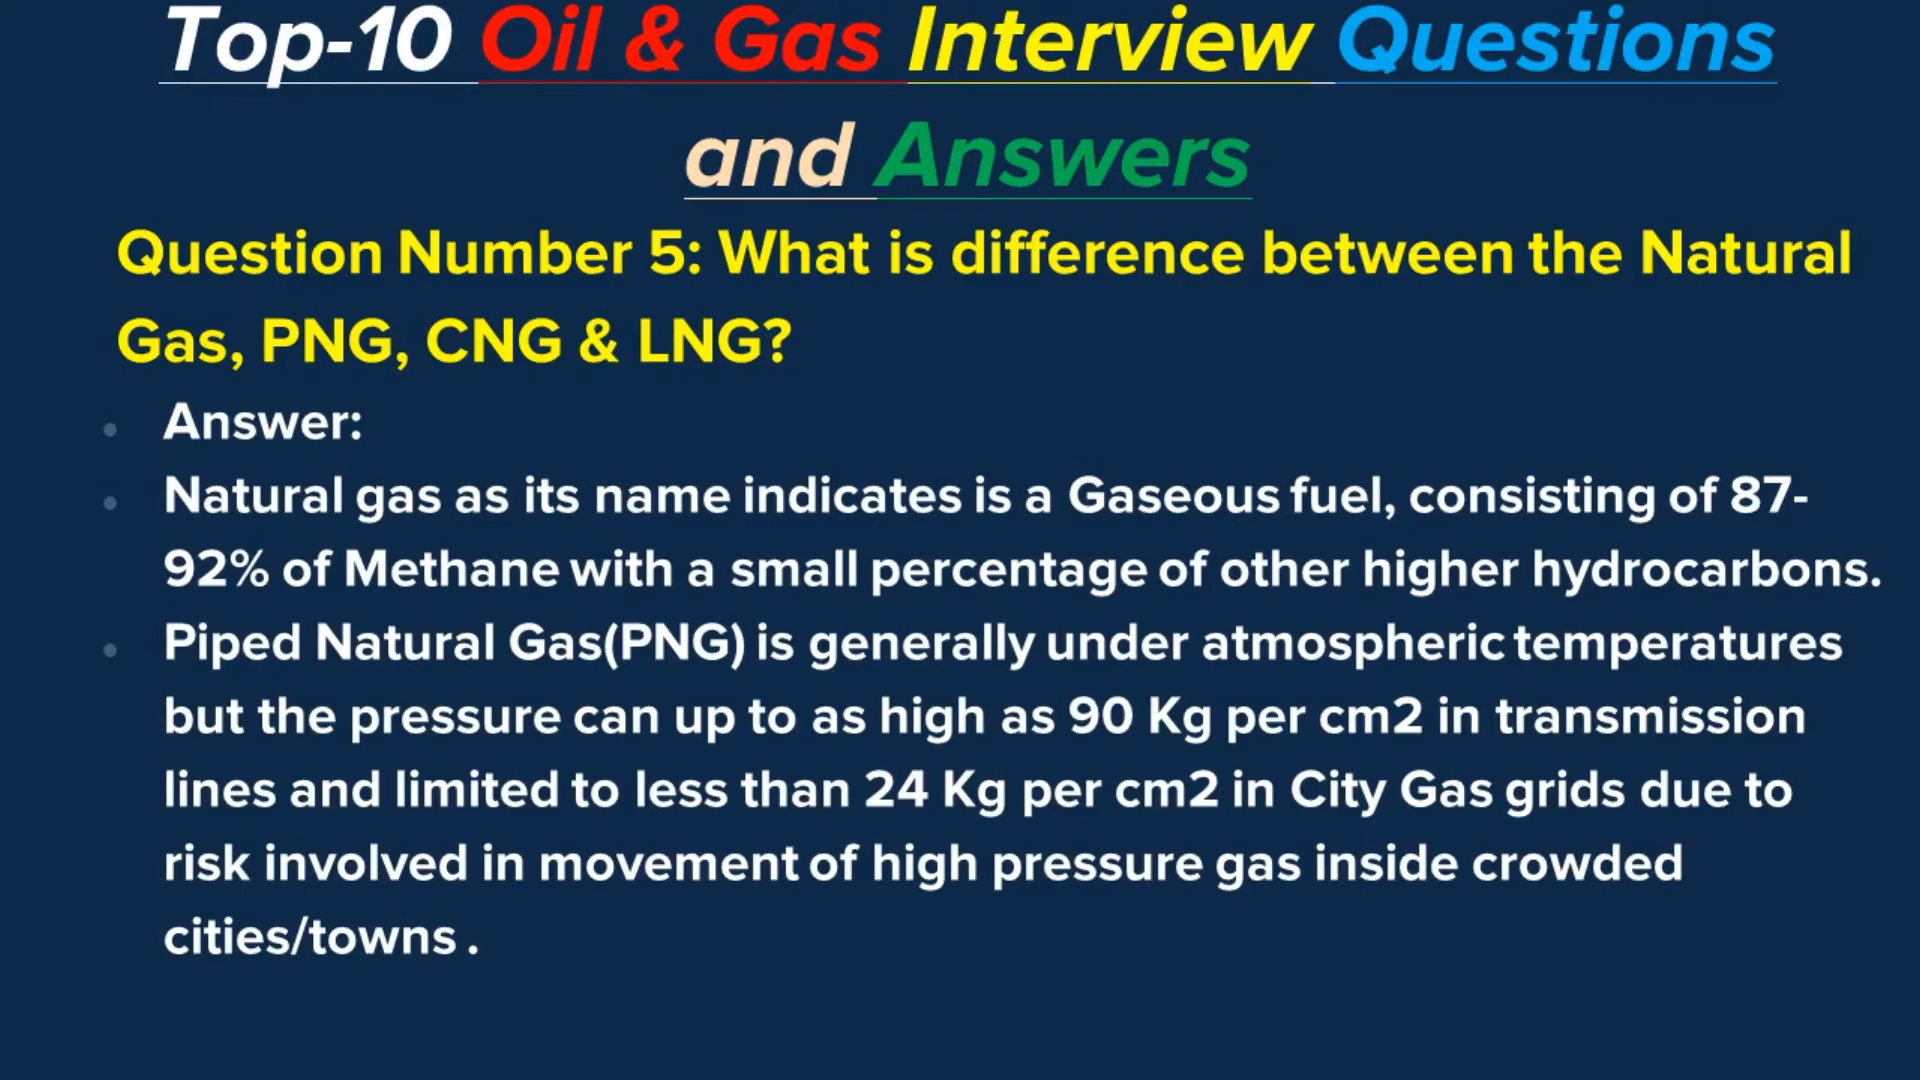 Top-10 Oil & Gas Interview Questions
and Answers
Question Number 5: What is difference between the Natural
Gas, PNG, CNG & LNG?
• Answer:
• Natural gas as its name indicates is a Gaseous fuel, consisting of 87-
92% of Methane with a small percentage of other higher hydrocarbons.
• Piped Natural Gas(PNG) is generally under atmospheric temperatures
but the pressure can up to as high as 90 Kg per cm2 in transmission
lines and limited to less than 24 Kg per cm2 in City Gas grids due to
risk involved in movement of high pressure gas inside crowded
cities/towns .